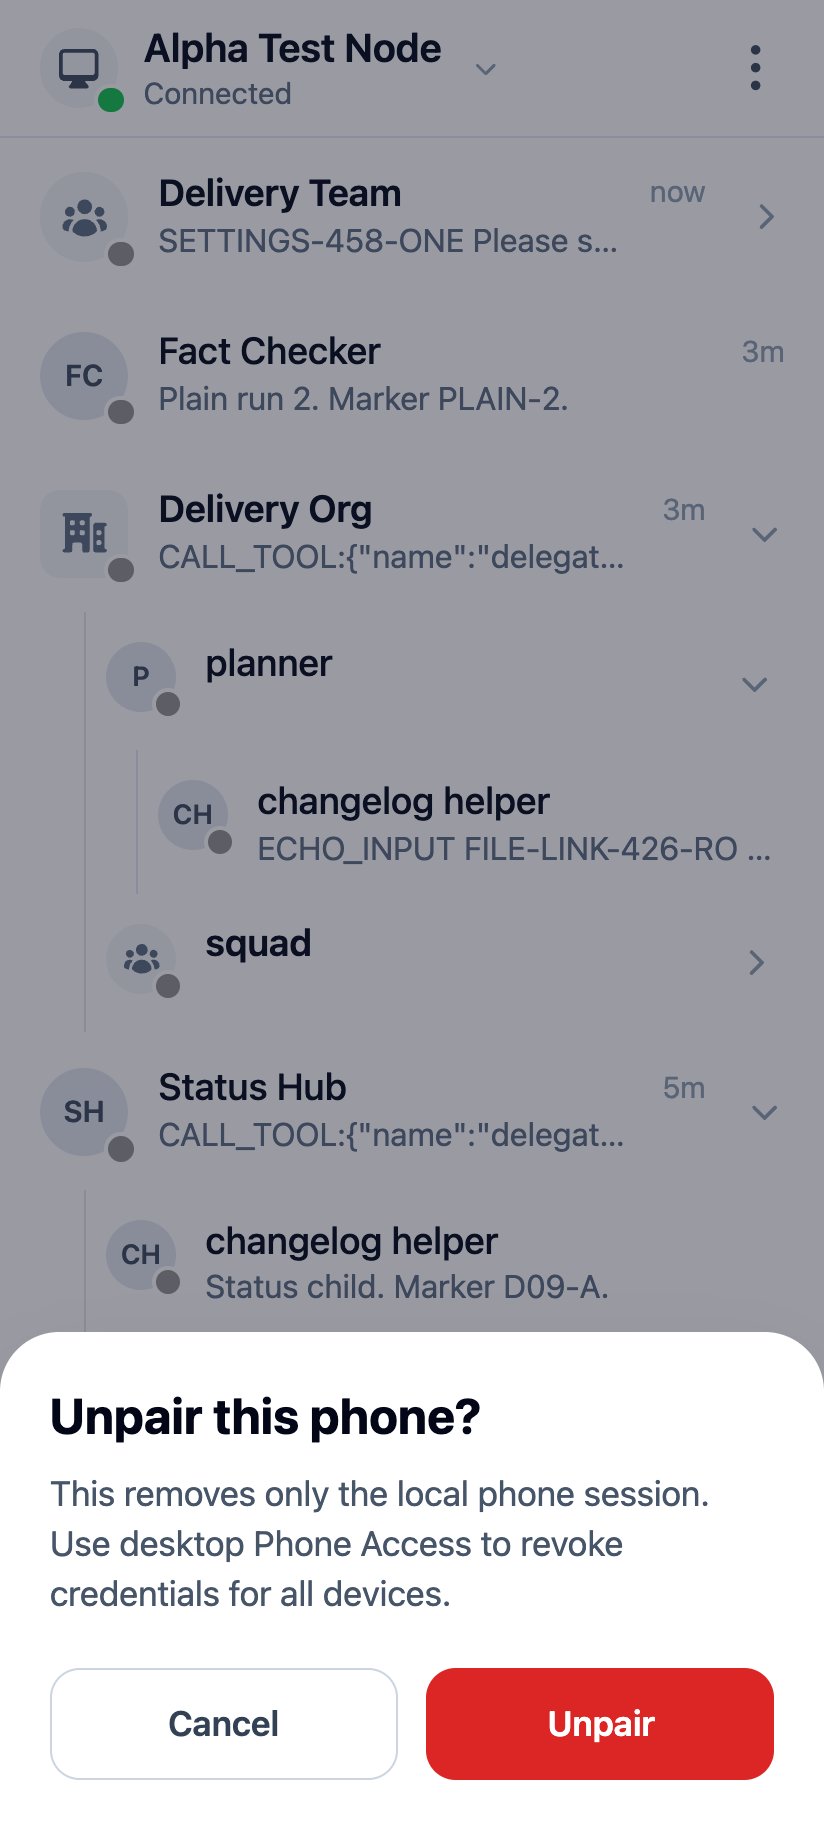 Alpha Test Node
Connected
Delivery Team
now
SETTINGS-458-ONE Please s...
FC
Fact Checker
3m
Plain run 2. Marker PLAIN-2.
Delivery Org
3m
CALL_TOOL:{"name":"delegat...
P
planner
CH
changelog helper
ECHO_INPUT FILE-LINK-426-RO ...
squad
SH
Status Hub
5m
CALL_TOOL:{"name":"delegat...
CH
changelog helper
Status child. Marker D09-A.
Unpair this phone?
This removes only the local phone session.
Use desktop Phone Access to revoke
credentials for all devices.
Cancel
Unpair